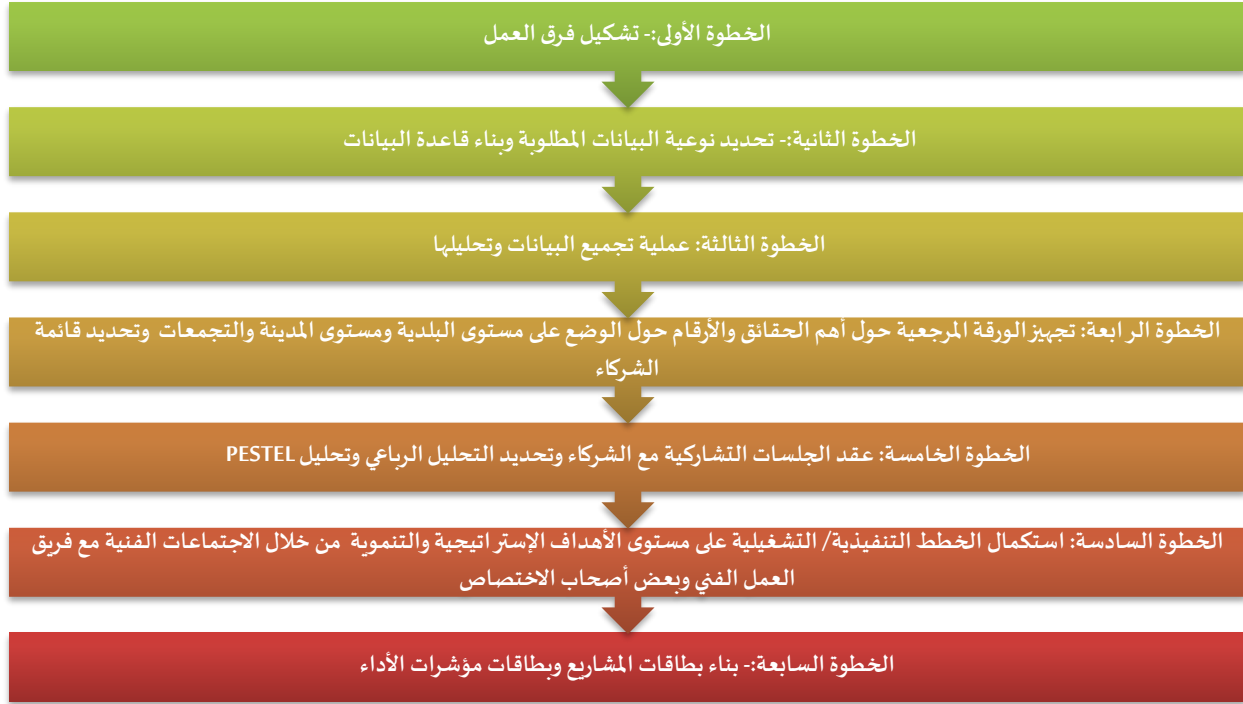 الخطوة الأولى:- تشكيل فرق العمل
الخطوة الثانية:- تحديد نوعية البيانات المطلوبة وبناء قاعدة البيانات
الخطوة الثالثة: عملية تجميع البيانات وتحليلها
الخطوة الرابعة: تجهيز الورقة المرجعية حول أهم الحقائق والأرقام حول الوضع على مستوى البلدية ومستوى المدينة والتجمعات وتحديد قائمة
الشركاء
الخطوة الخامسة: عقد الجلسات التشاركية مع الشركاء وتحديد التحليل الرباعي وتحليل PESTEL
الخطوة السادسة: استكمال الخطط التنفيذية/ التشغيلية على مستوى الأهداف الإستراتيجية والتنموية من خلال الاجتماعات الفنية مع فريق
العمل الفني وبعض أصحاب الاختصاص
الخطوة السابعة:- بناء بطاقات المشاريع وبطاقات مؤشرات الأداء